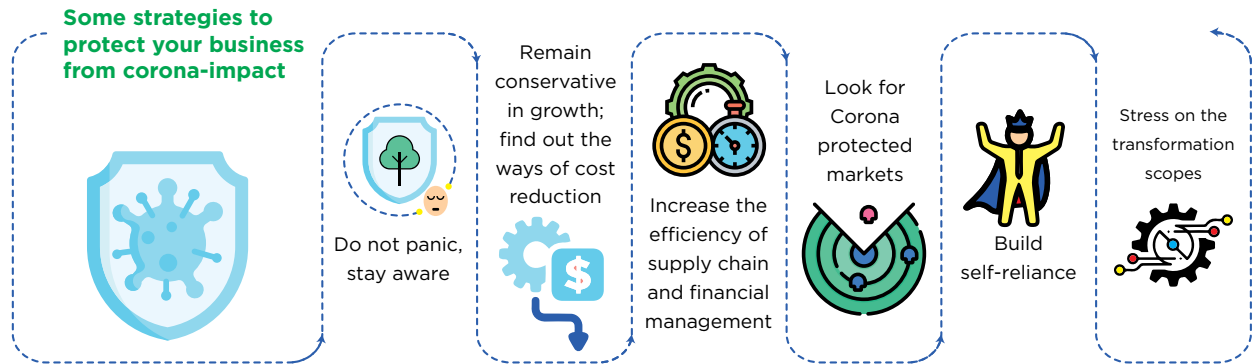 Some strategies to
protect your business
from corona-impact
Do not panic,
stay aware
Remain
conservative
in growth;
find out the
ways of cost
reduction
$
$
Increase the
efficiency of
supply chain
and financial
management
Look for
Corona
protected
markets
Build
self-reliance
Stress on the
transformation
scopes